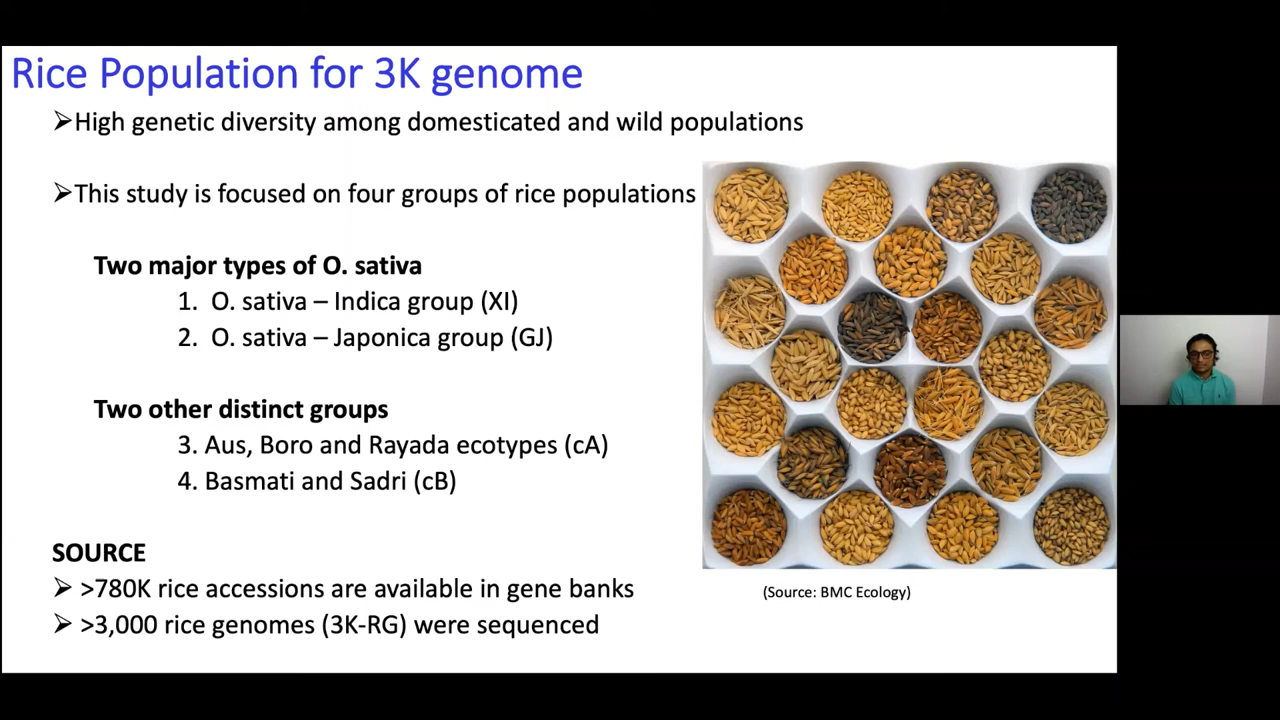 Rice Population for 3K genome
➢High genetic diversity among domesticated and wild populations
➢This study is focused on four groups of rice populations
Two major types of O. sativa
1. O. sativa – Indica group (XI)
2. O. sativa – Japonica group (GJ)
Two other distinct groups
3. Aus, Boro and Rayada ecotypes (cA)
4. Basmati and Sadri (cB)
SOURCE
➢ >780K rice accessions are available in gene banks
➢ >3,000 rice genomes (3K-RG) were sequenced
(Source: BMC Ecology)